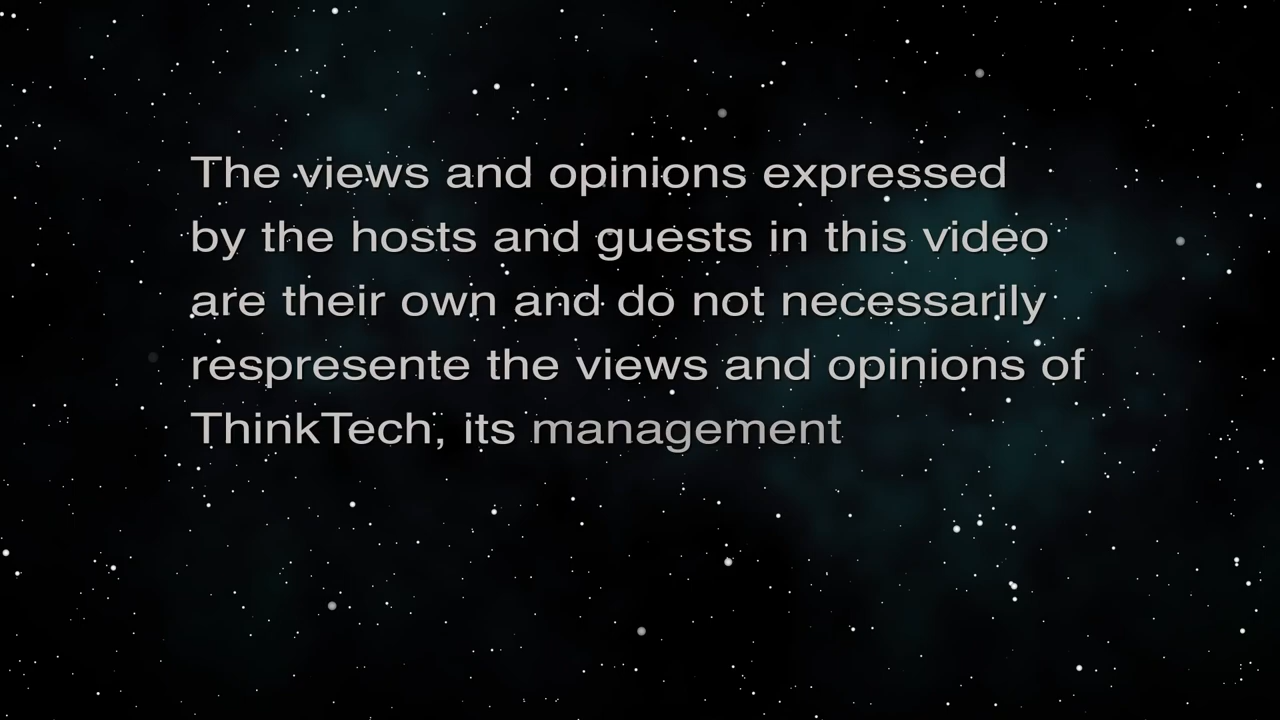 The views and opinions expressed
by the hosts and guests in this video
are their own and do not necessarily
respresente the views and opinions of
ThinkTech, its management